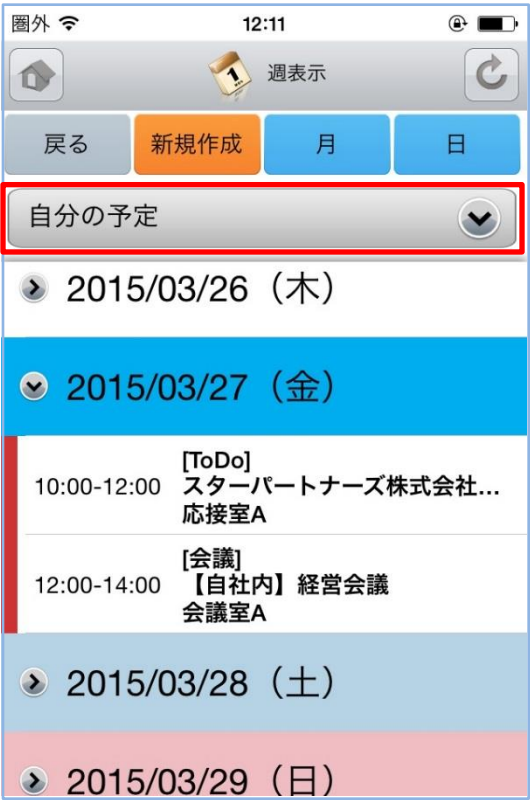 圏外 12:11
1
週表示
戻る 新規作成 月 日
自分の予定
2015/03/26（木）
2015/03/27（金）
[ToDo]
10:00-12:00 スターパートナーズ株式会社...
応接室A
[会議]
12:00-14:00 【自社内】経営会議
会議室A
2015/03/28（土）
2015/03/29（日）